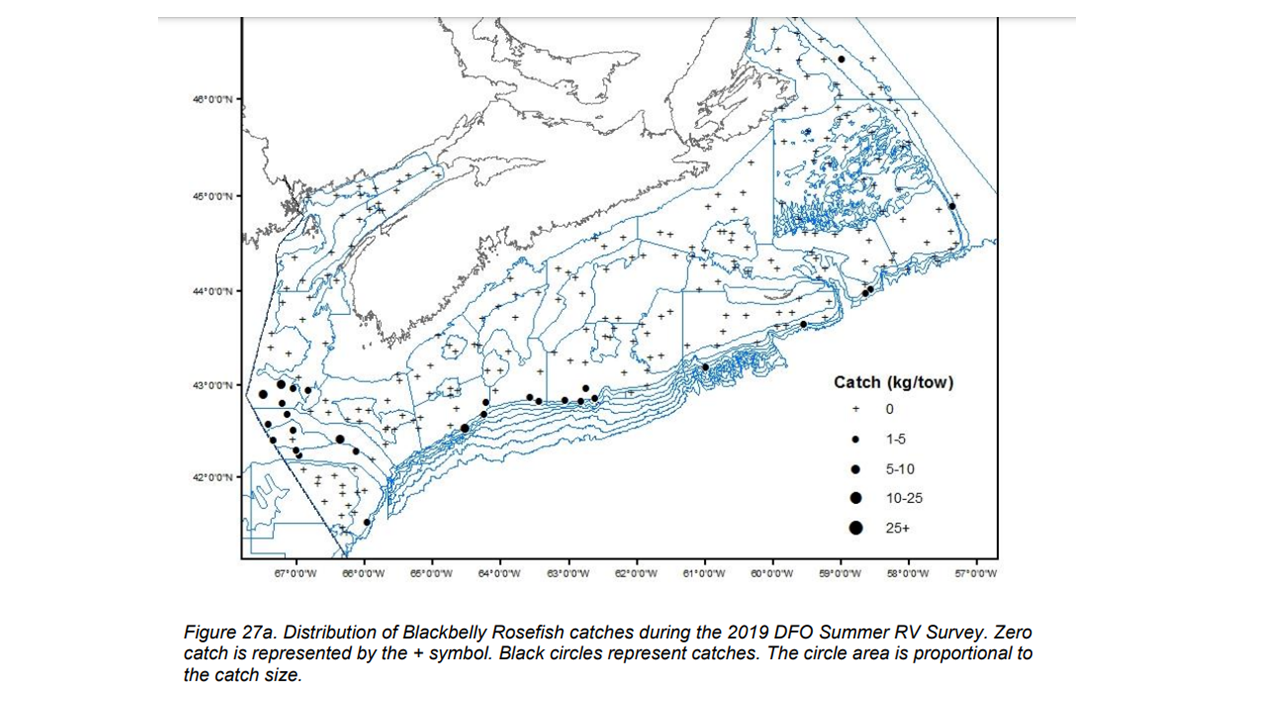 46°0'0"N
45°0'0"N
44°0'0"N
43°0'0"N
42°0'0"N
Catch (kg/tow)
0
1-5
5-10
10-25
25+
67°0'0"W 66°0'0"W 65°0'0"W 64°0'0"W 63°0'0"W 62°0'0"W 61°0'0"W 60°0'0"W 59°0'0"W 58°0'0"W 57°0'0"W
Figure 27a. Distribution of Blackbelly Rosefish catches during the 2019 DFO Summer RV Survey. Zero
catch is represented by the + symbol. Black circles represent catches. The circle area is proportional to
the catch size.